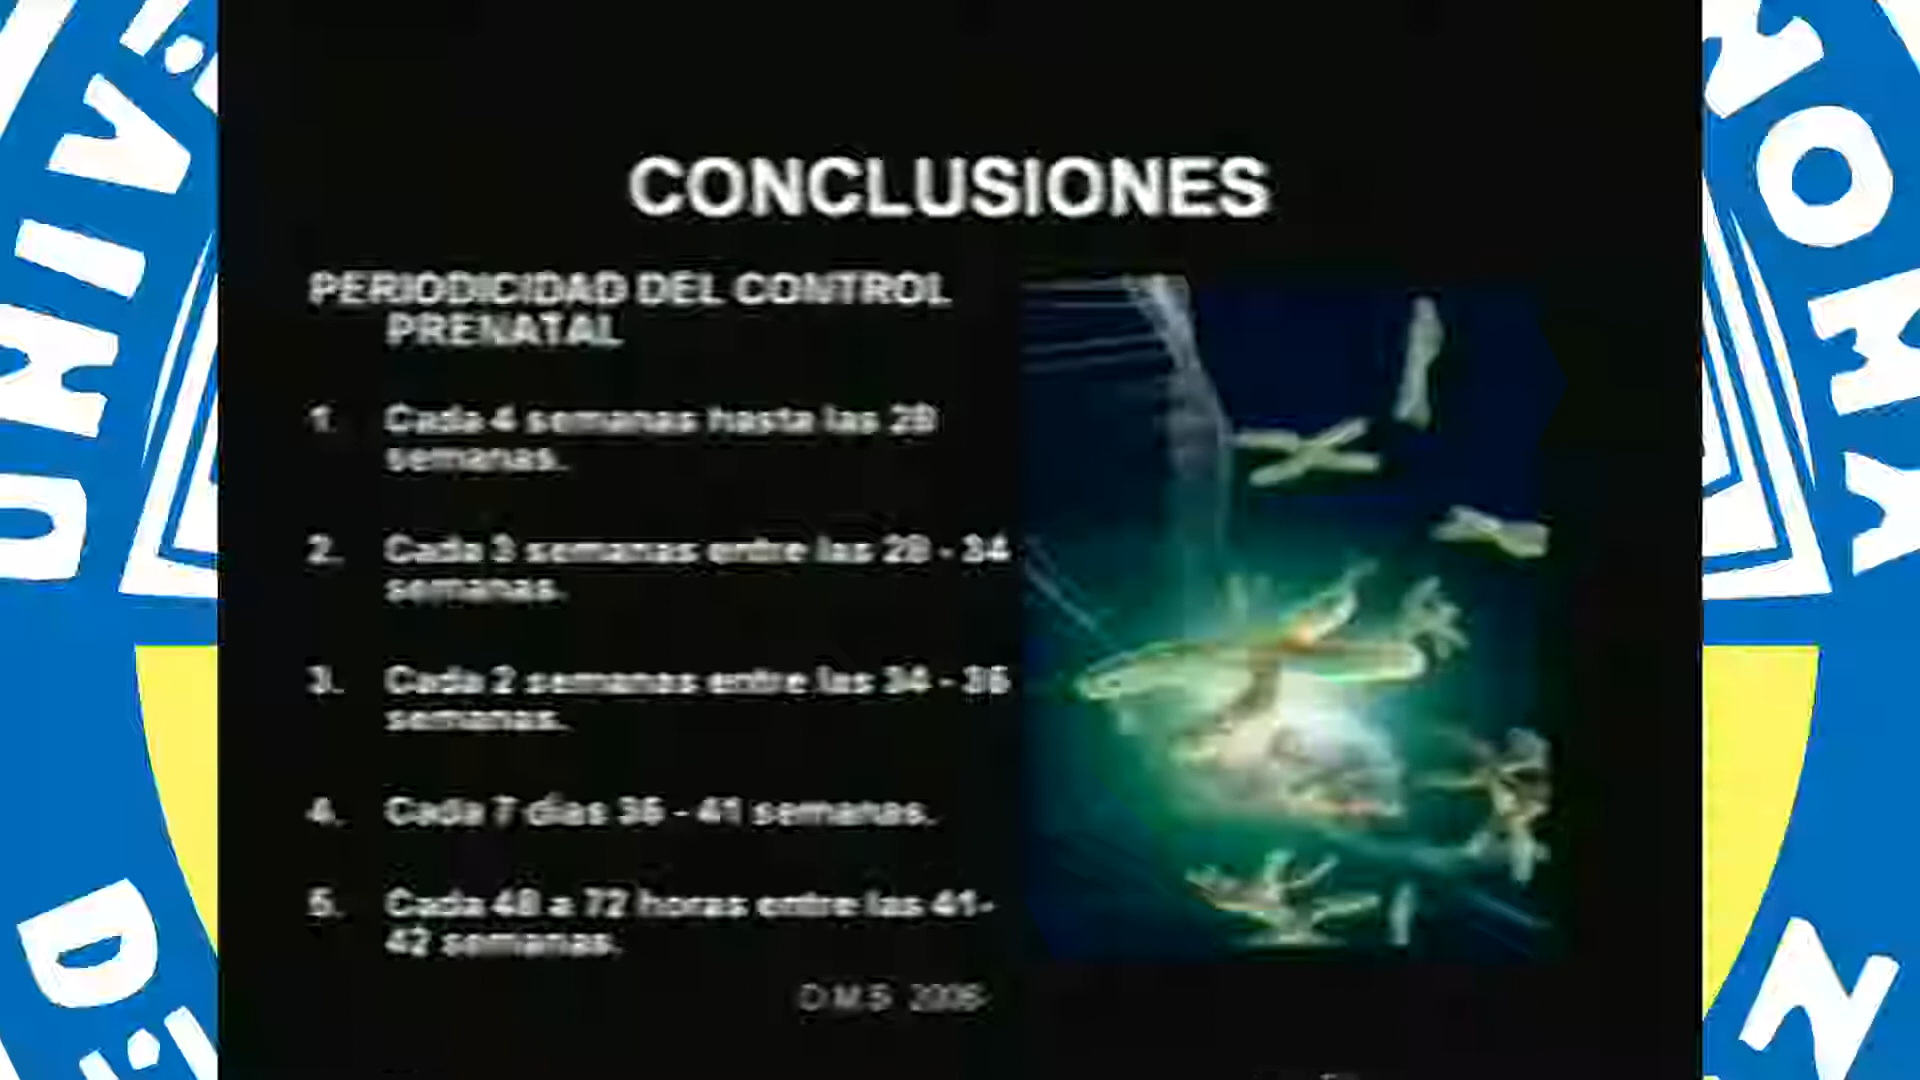 CONCLUSIONES
PERIODICIDAD DEL CONTROL
PRENATAL
1. Cada 4 semanas hasta las 28
semanas.
2. Cada 3 semanas entre las 28 - 34
semanas.
3. Cada 2 semanas entre las 34 - 36
semanas.
4. Cada 7 días 36 - 41 semanas.
5. Cada 48 a 72 horas entre las 41-
42 semanas.
O.M.S 2006